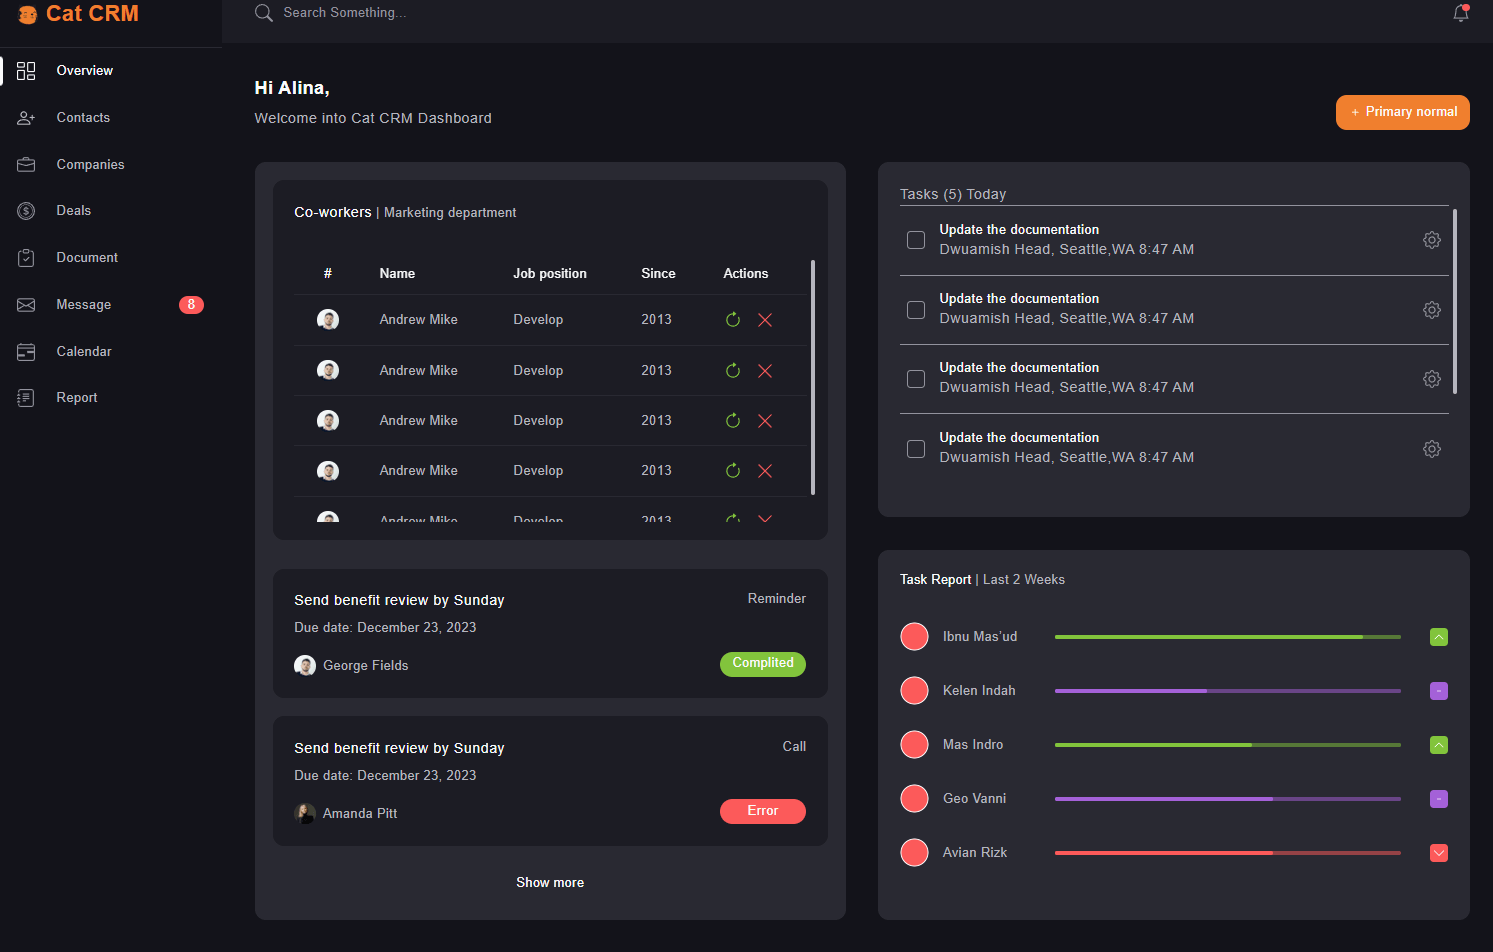 Cat CRM
Search Something...
Overview
Contacts
Companies
Deals
Document
Message 8
Calendar
Report
Hi Alina,
Welcome into Cat CRM Dashboard
+ Primary normal
Co-workers | Marketing department
# Name Job position Since Actions
Andrew Mike Develop 2013
Andrew Mike Develop 2013
Andrew Mike Develop 2013
Andrew Mike Develop 2013
Andrew Mike Develop 2013
Send benefit review by Sunday Reminder
Due date: December 23, 2023
George Fields Complited
Send benefit review by Sunday Call
Due date: December 23, 2023
Amanda Pitt Error
Show more
Tasks (5) Today
Update the documentation
Dwuamish Head, Seattle,WA 8:47 AM
Update the documentation
Dwuamish Head, Seattle,WA 8:47 AM
Update the documentation
Dwuamish Head, Seattle,WA 8:47 AM
Update the documentation
Dwuamish Head, Seattle,WA 8:47 AM
Task Report | Last 2 Weeks
Ibnu Mas'ud
Kelen Indah
Mas Indro
Geo Vanni
Avian Rizk